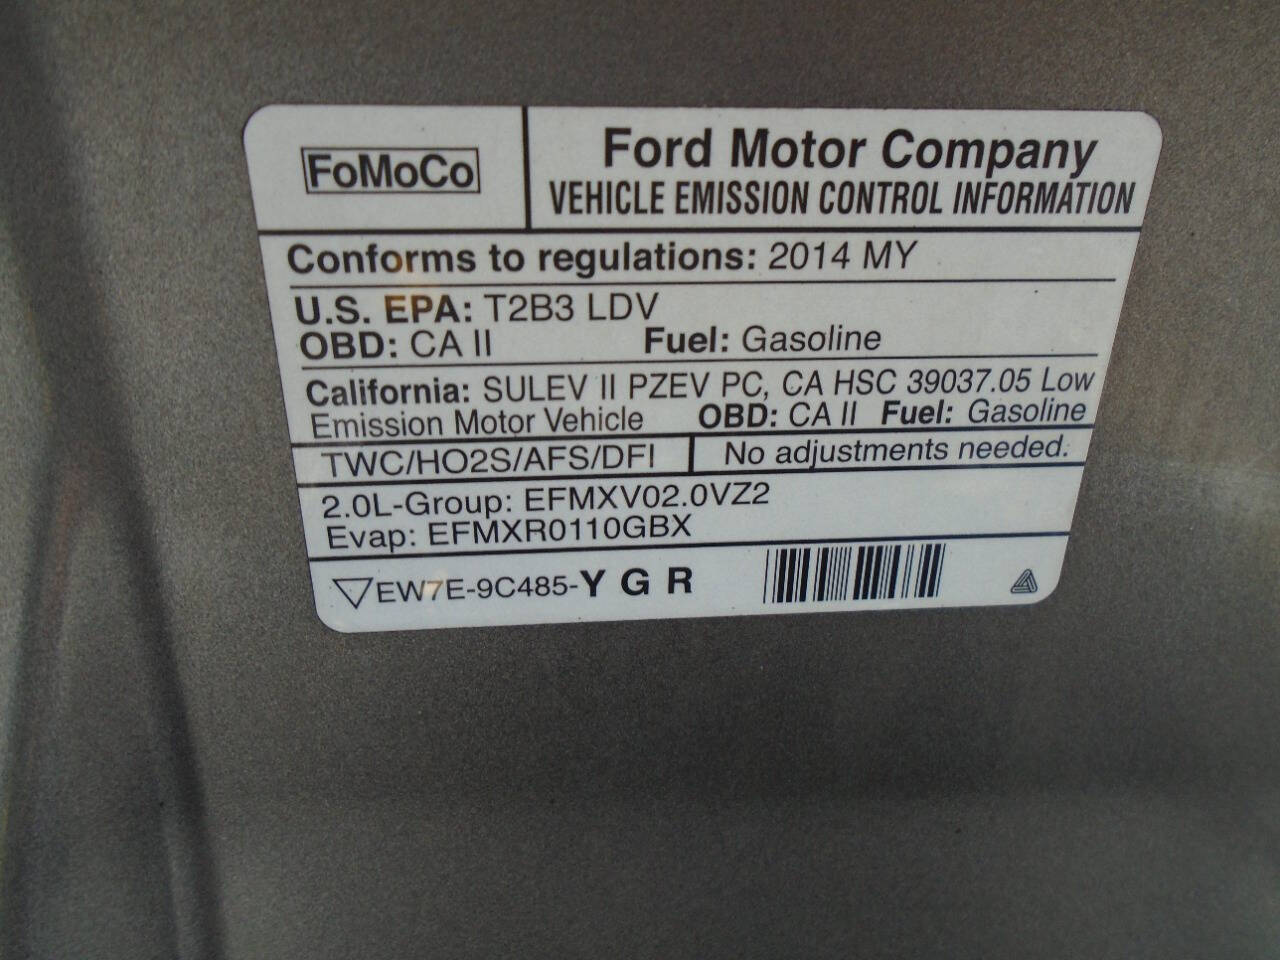 FoMoCo
Ford Motor Company
VEHICLE EMISSION CONTROL INFORMATION
Conforms to regulations: 2014 MY
U.S. EPA: T2B3 LDV
OBD: CA II Fuel: Gasoline
California: SULEV II PZEV PC, CA HSC 39037.05 Low
Emission Motor Vehicle OBD: CA II Fuel: Gasoline
TWC/HO2S/AFS/DFI No adjustments needed.
2.0L-Group: EFMXV02.0VZ2
Evap: EFMXR0110GBX
EW7E-9C485-Y G R